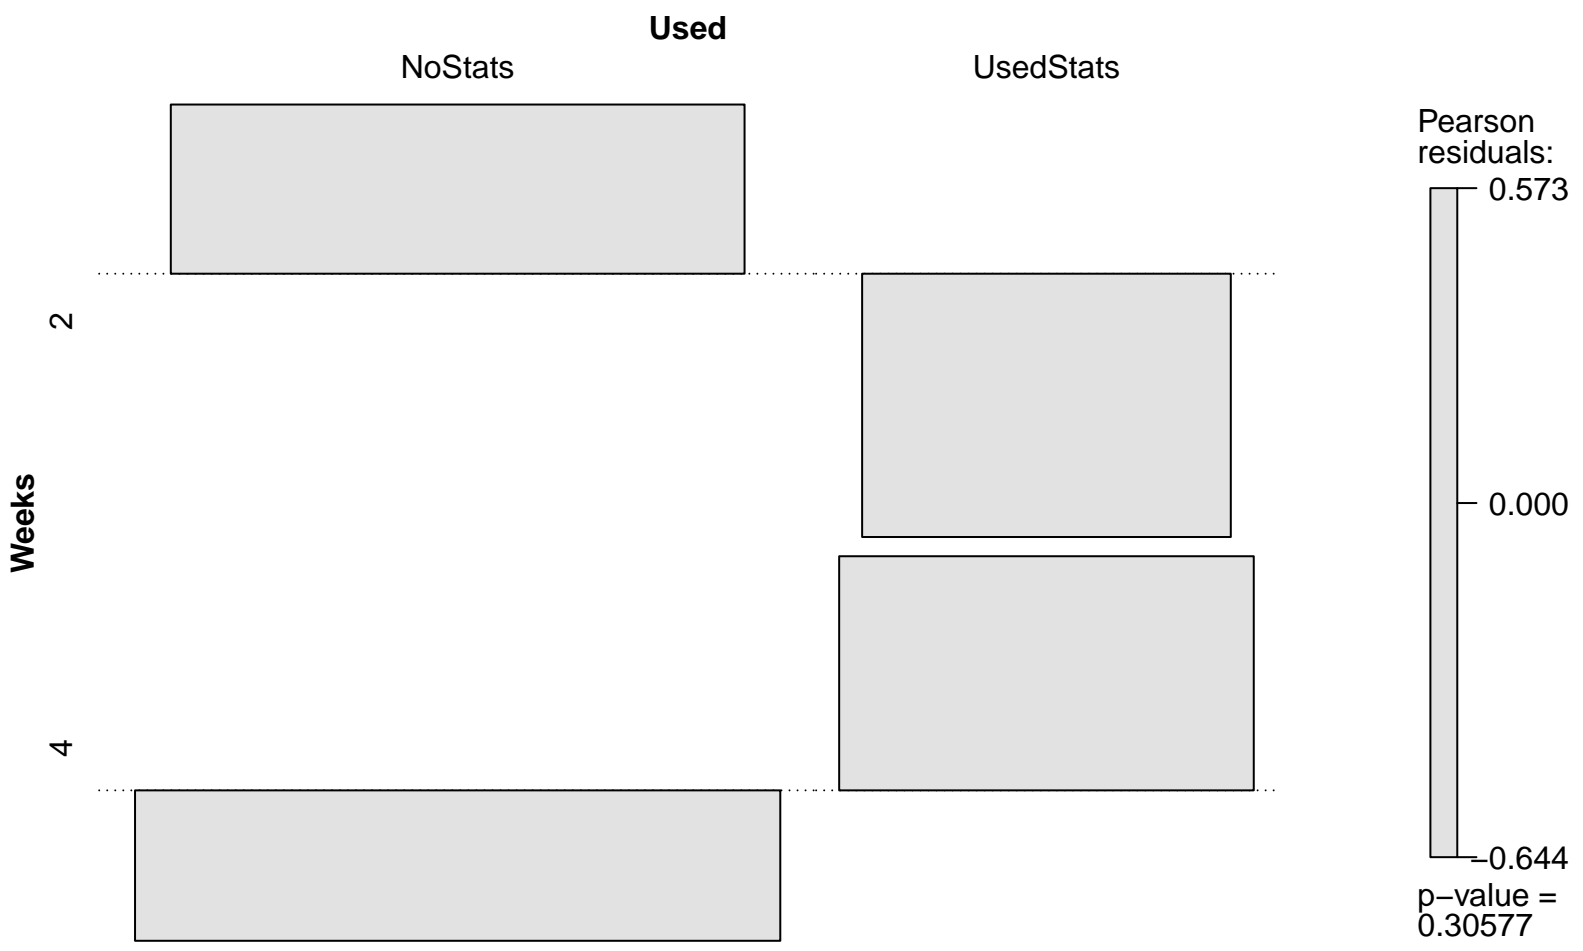 Used
NoStats
UsedStats
Weeks
2
4
Pearson
residuals:
0.573
0.000
−0.644
p−value =
0.30577